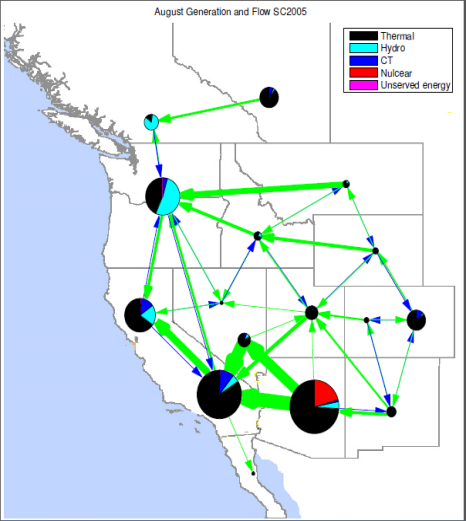 August Generation and Flow SC2005
Thermal
Hydro
CT
Nulcear
Unserved energy